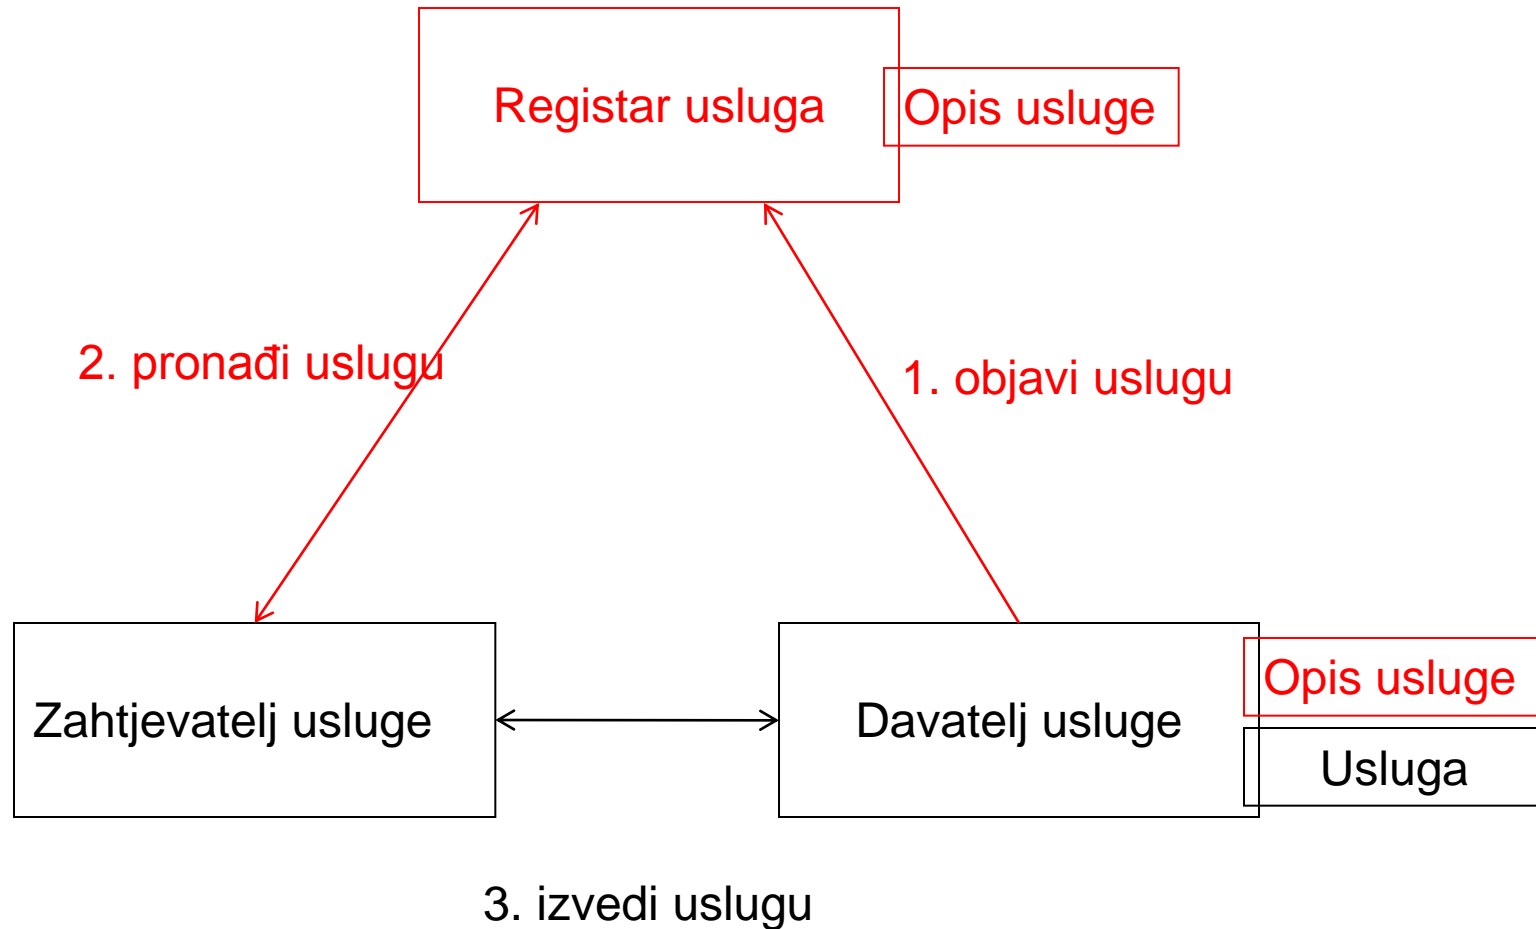 Registar usluga
Opis usluge
2. pronađi uslugu
1. objavi uslugu
Zahtjevatelj usluge
Davatelj usluge
Opis usluge
Usluga
3. izvedi uslugu